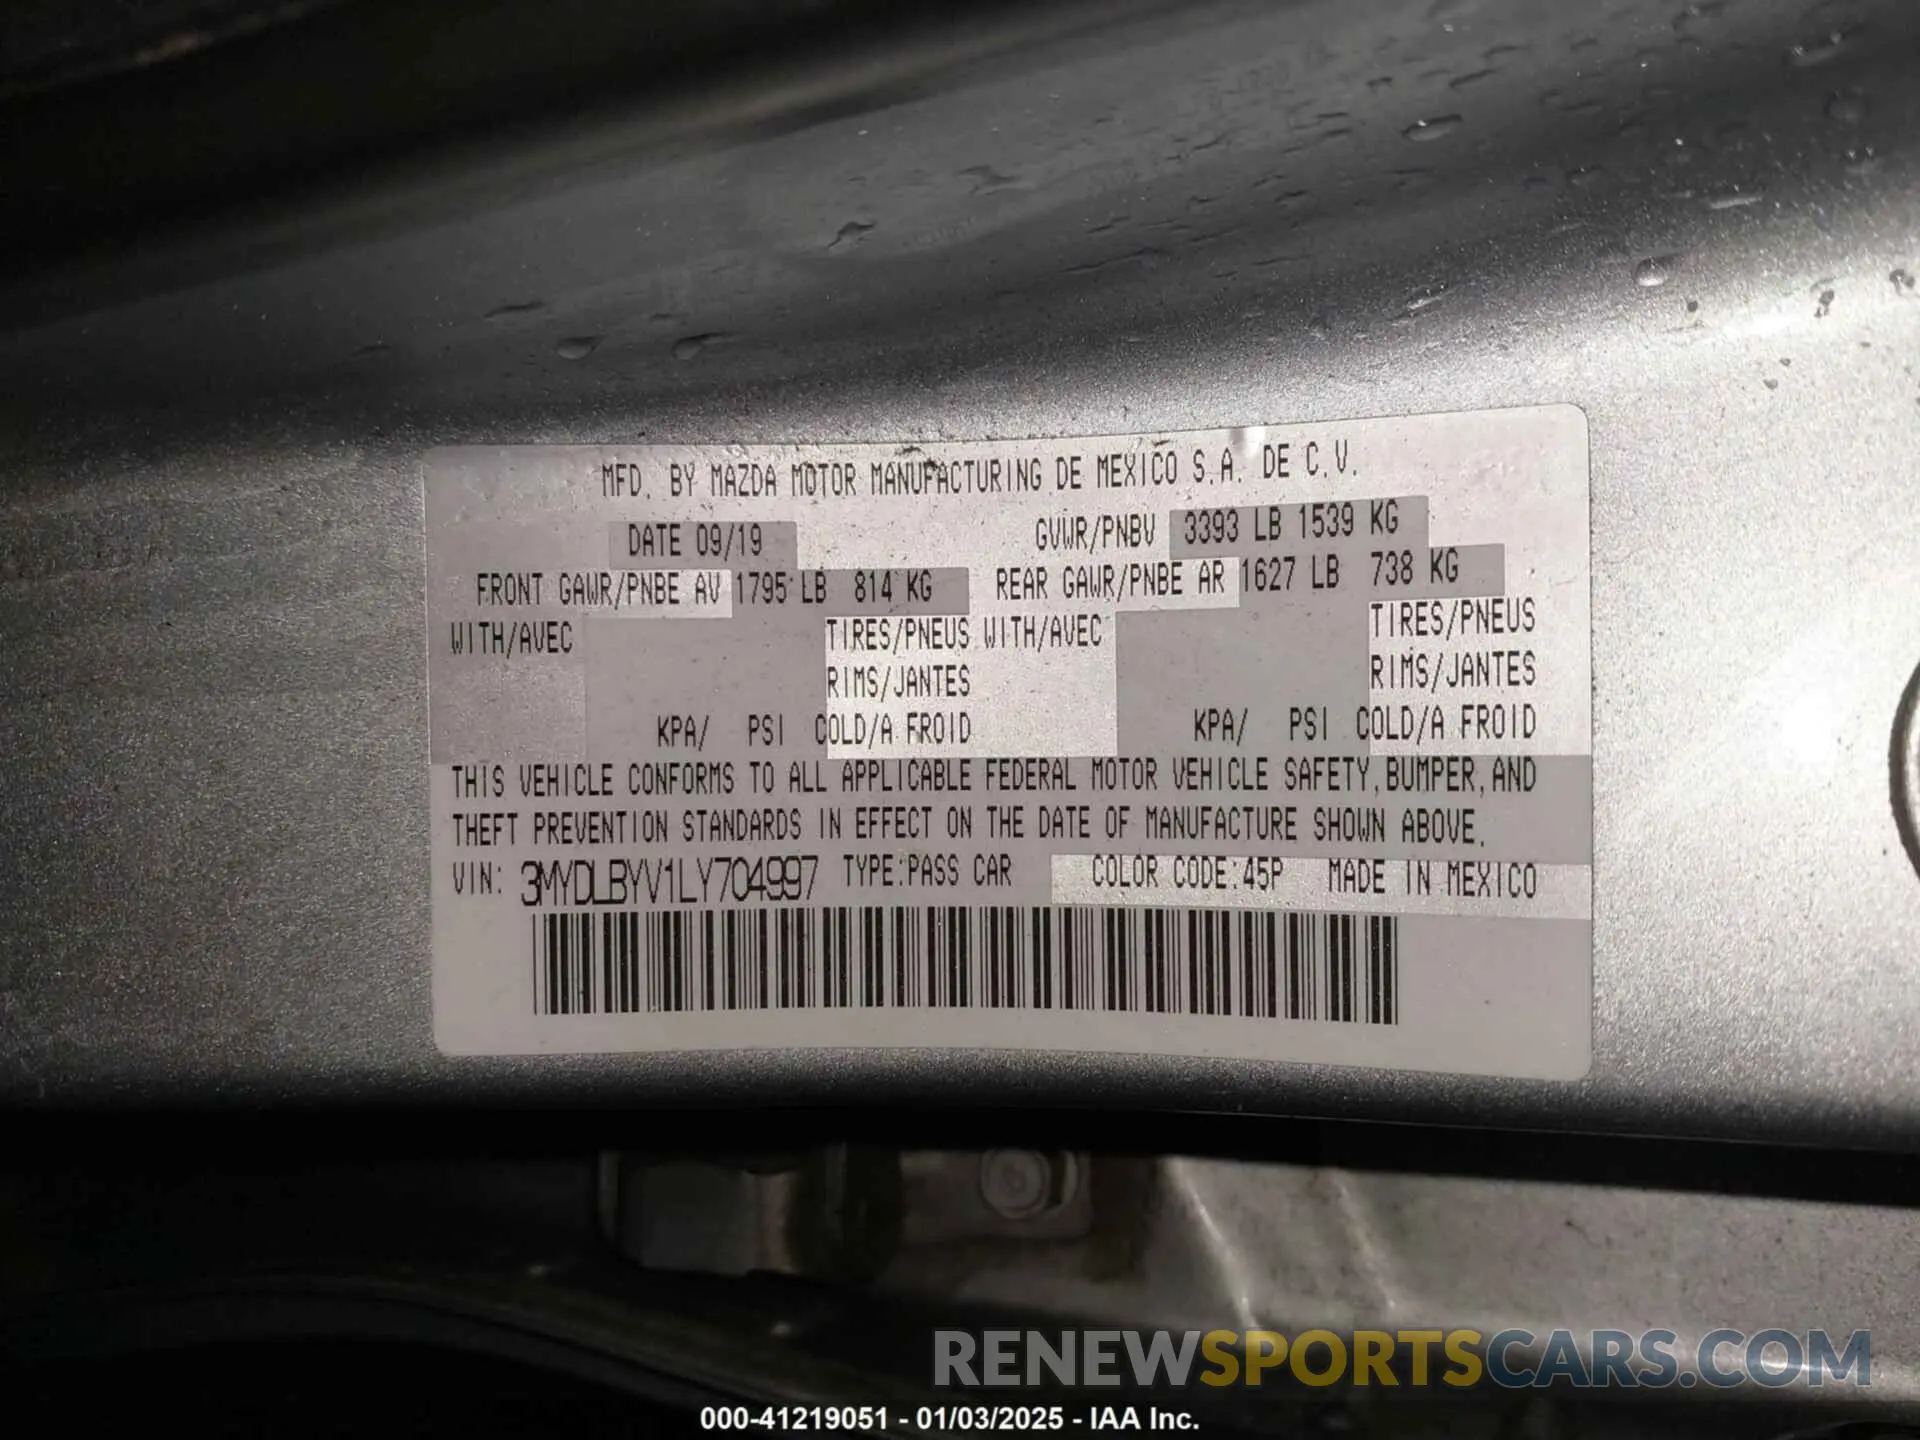 MFD. BY MAZDA MOTOR MANUFACTURING DE MEXICO S.A. DE C.V.
DATE 09/19 GVWR/PNBV 3393 LB 1539 KG
FRONT GAWR/PNBE AV 1795 LB 814 KG REAR GAWR/PNBE AR 1627 LB 738 KG
WITH/AVEC TIRES/PNEUS WITH/AVEC TIRES/PNEUS
RIMS/JANTES RIMS/JANTES
KPA/ PSI COLD/A FROID KPA/ PSI COLD/A FROID
THIS VEHICLE CONFORMS TO ALL APPLICABLE FEDERAL MOTOR VEHICLE SAFETY, BUMPER, AND
THEFT PREVENTION STANDARDS IN EFFECT ON THE DATE OF MANUFACTURE SHOWN ABOVE.
VIN: 3MYDLBYV1LY704997 TYPE:PASS CAR COLOR CODE:45P MADE IN MEXICO
RENEWSPORTSCARS.COM
000-41219051 - 01/03/2025 - IAA Inc.